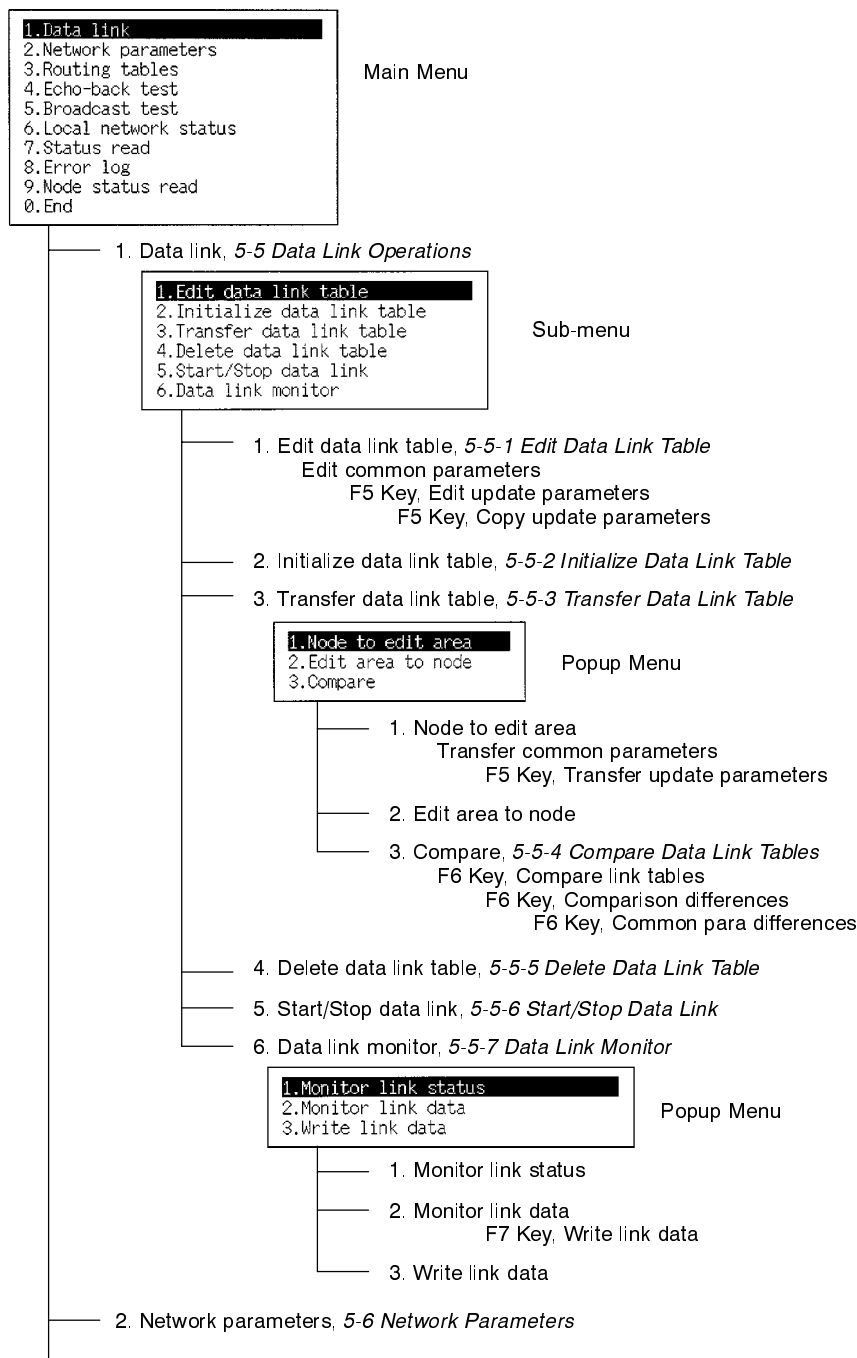 1.Data link
2.Network parameters
3.Routing tables
4.Echo-back test
5.Broadcast test
6.Local network status
7.Status read
8.Error log
9.Node status read
0.End
Main Menu
1. Data link, 5-5 Data Link Operations
1.Edit data link table
2.Initialize data link table
3.Transfer data link table
4.Delete data link table
5.Start/Stop data link
6.Data link monitor
Sub-menu
1. Edit data link table, 5-5-1 Edit Data Link Table
Edit common parameters
F5 Key, Edit update parameters
F5 Key, Copy update parameters
2. Initialize data link table, 5-5-2 Initialize Data Link Table
3. Transfer data link table, 5-5-3 Transfer Data Link Table
1.Node to edit area
2.Edit area to node
3.Compare
Popup Menu
1. Node to edit area
Transfer common parameters
F5 Key, Transfer update parameters
2. Edit area to node
3. Compare, 5-5-4 Compare Data Link Tables
F6 Key, Compare link tables
F6 Key, Comparison differences
F6 Key, Common para differences
4. Delete data link table, 5-5-5 Delete Data Link Table
5. Start/Stop data link, 5-5-6 Start/Stop Data Link
6. Data link monitor, 5-5-7 Data Link Monitor
1.Monitor link status
2.Monitor link data
3.Write link data
Popup Menu
1. Monitor link status
2. Monitor link data
F7 Key, Write link data
3. Write link data
2. Network parameters, 5-6 Network Parameters